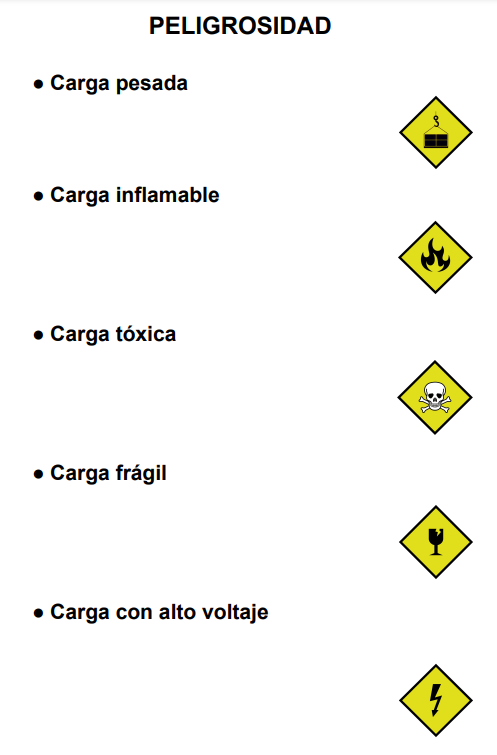 PELIGROSIDAD
● Carga pesada
● Carga inflamable
● Carga tóxica
● Carga frágil
● Carga con alto voltaje